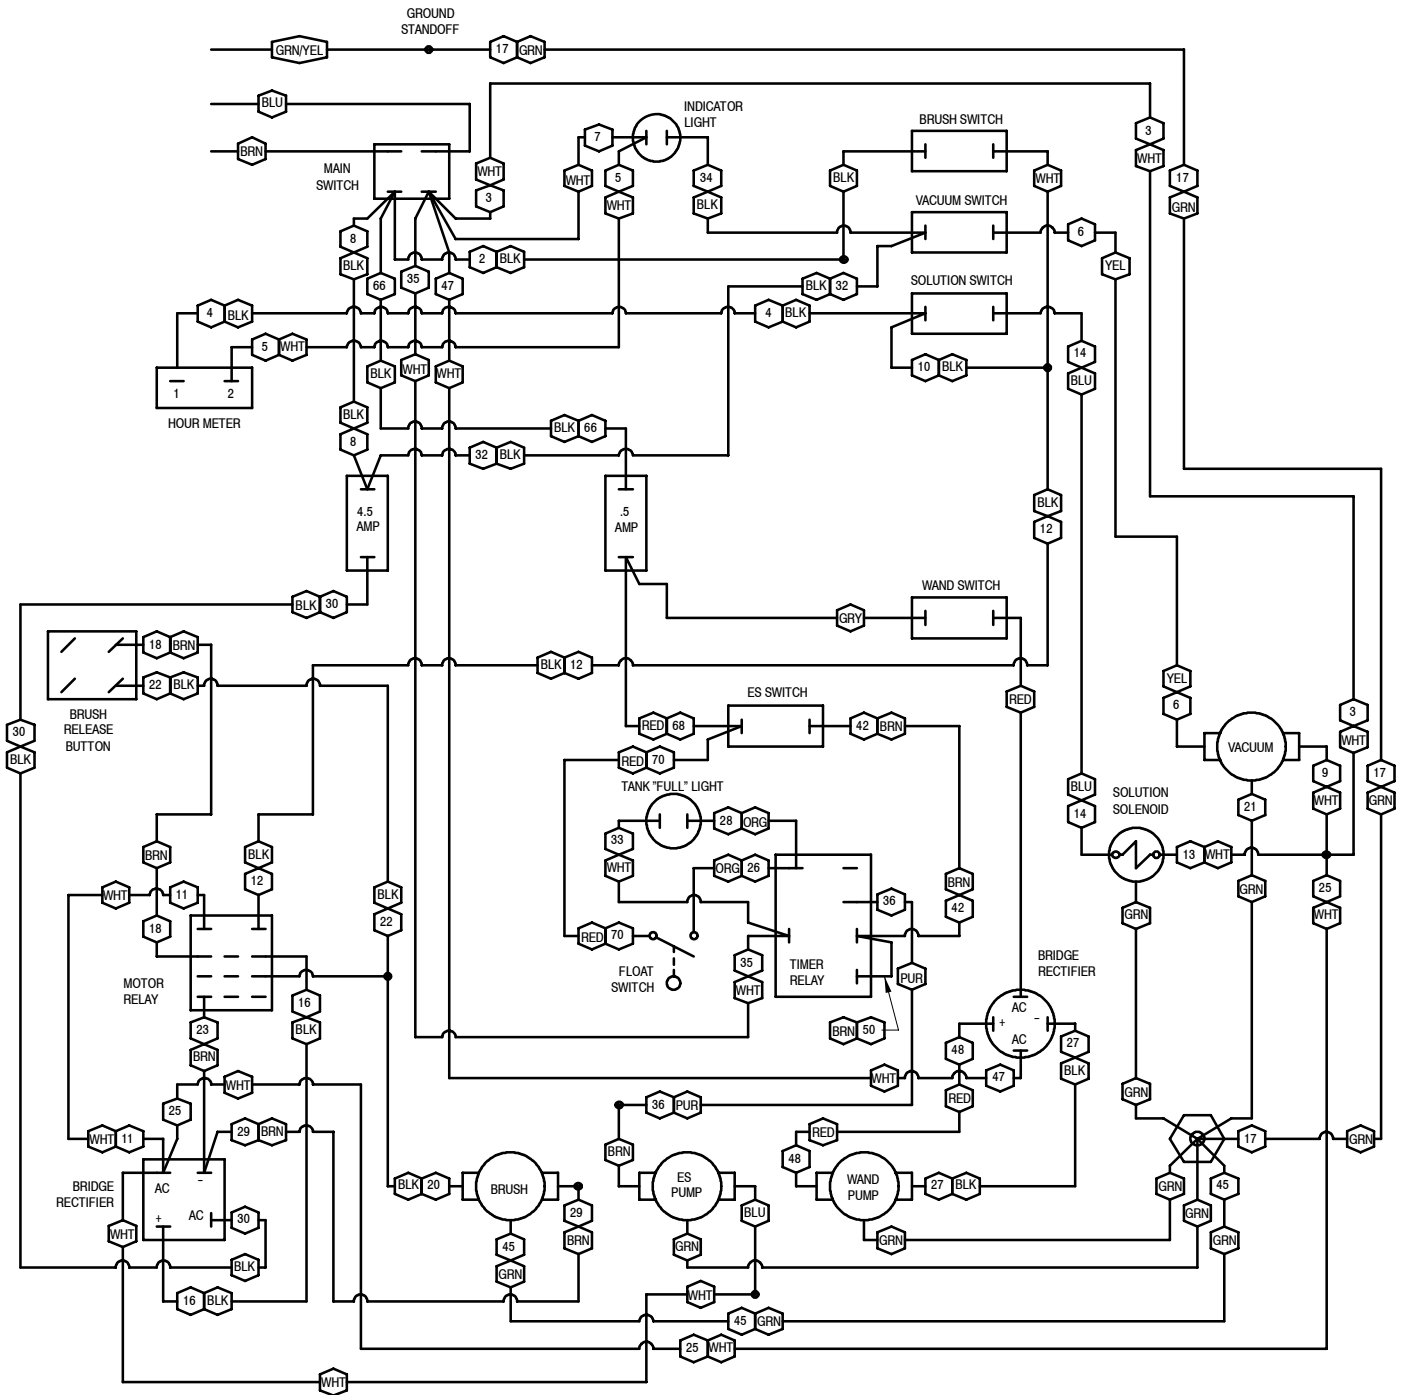 GROUND
STANDOFF
GRN/YEL
17 GRN
BLU
BRN
MAIN
SWITCH
INDICATOR
LIGHT
BRUSH SWITCH
7
WHT
3
WHT
5
WHT
34
BLK
BLK
WHT
3
WHT
17
GRN
VACUUM SWITCH
6
YEL
8
BLK
2 BLK
66
35
47
BLK 32
SOLUTION SWITCH
4 BLK
4 BLK
5 WHT
14
BLU
1
2
HOUR METER
BLK
WHT
WHT
10 BLK
BLK
8
BLK 66
32 BLK
4.5
AMP
.5
AMP
BLK
12
WAND SWITCH
BLK 30
GRY
18 BRN
22 BLK
BLK 12
BRUSH
RELEASE
BUTTON
30
BLK
RED
YEL
6
ES SWITCH
RED 68
42 BRN
RED 70
VACUUM
3
WHT
9
WHT
17
GRN
21
TANK "FULL" LIGHT
28 ORG
33
WHT
ORG 26
BLU
14
SOLUTION
SOLENOID
13 WHT
BRN
18
BLK
12
WHT
11
BLK
22
36
BRN
42
GRN
GRN
25
WHT
RED 70
FLOAT
SWITCH
35
WHT
TIMER
RELAY
PUR
BRIDGE
RECTIFIER
MOTOR
RELAY
16
BLK
23
BRN
BRN 50
AC
+
-
AC
48
RED
27
BLK
WHT
47
WHT
25
36 PUR
GRN
WHT 11
29 BRN
BRN
RED
48
17
GRN
BRIDGE
RECTIFIER
AC
-
+
AC
30
BLK
WHT
BLK 20
BRUSH
29
BRN
ES
PUMP
BLU
WAND
PUMP
27 BLK
GRN
GRN
45
GRN
45
GRN
GRN
GRN
16 BLK
WHT
45 GRN
25 WHT
WHT